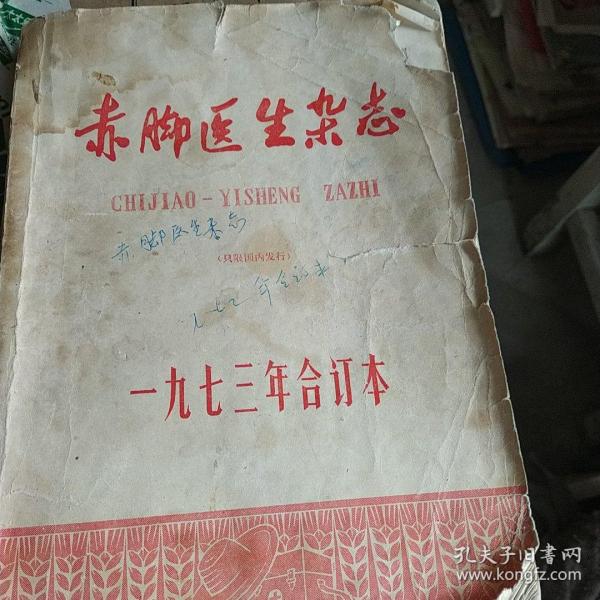 赤脚医生杂志
CHIJIAO-YISHENG ZAZHI
赤脚医生杂志
(只限国内发行)
一九七三年合订本
孔夫子旧书网
www.kongfz.com